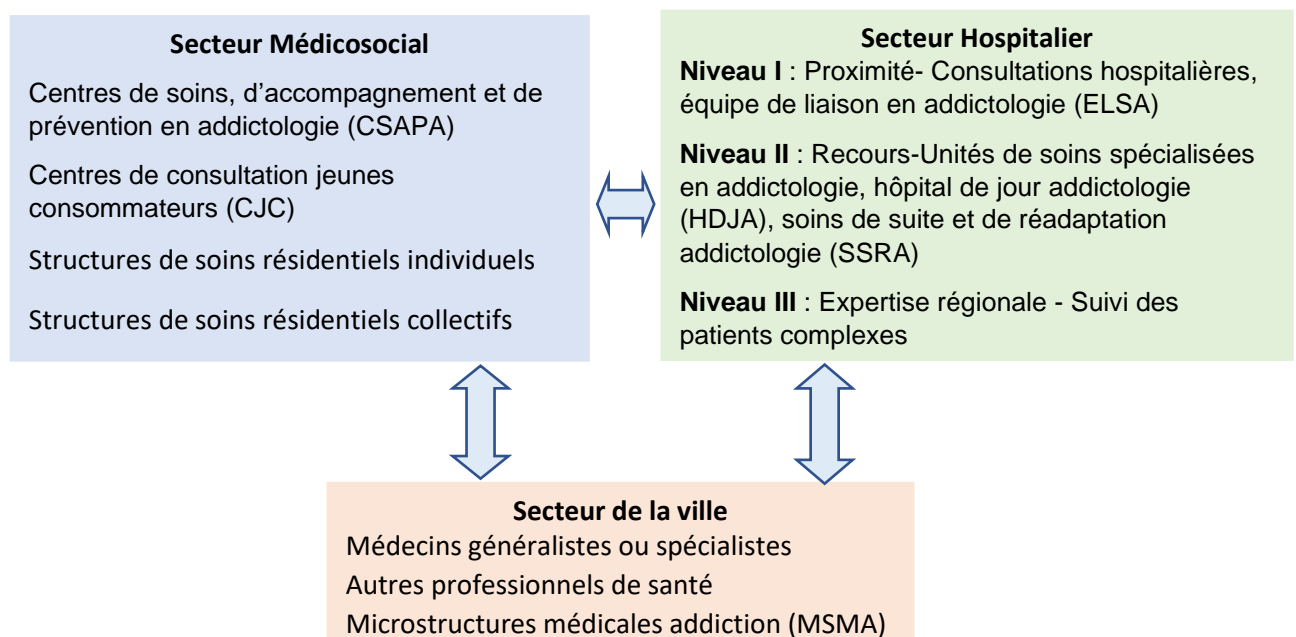 Secteur Médicosocial
Centres de soins, d’accompagnement et de
prévention en addictologie (CSAPA)
Centres de consultation jeunes
consommateurs (CJC)
Structures de soins résidentiels individuels
Structures de soins résidentiels collectifs
Secteur Hospitalier
Niveau I : Proximité- Consultations hospitalières,
équipe de liaison en addictologie (ELSA)
Niveau II : Recours-Unités de soins spécialisées
en addictologie, hôpital de jour addictologie
(HDJA), soins de suite et de réadaptation
addictologie (SSRA)
Niveau III : Expertise régionale - Suivi des
patients complexes
Secteur de la ville
Médecins généralistes ou spécialistes
Autres professionnels de santé
Microstructures médicales addiction (MSMA)